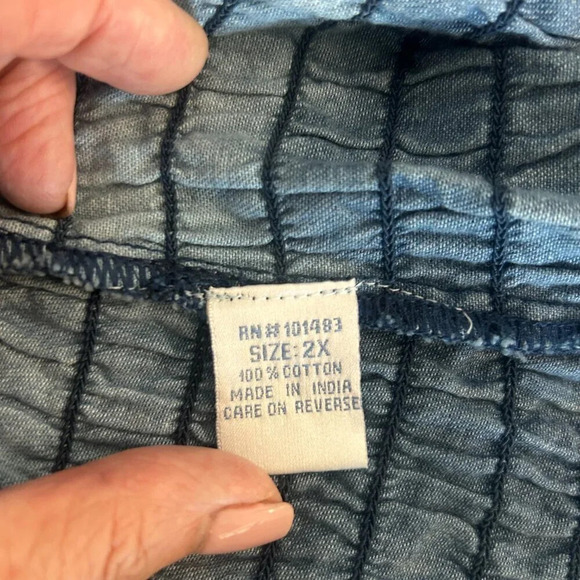 RN# 101483
SIZE: 2X
100% COTTON
MADE IN INDIA
CARE ON REVERSE